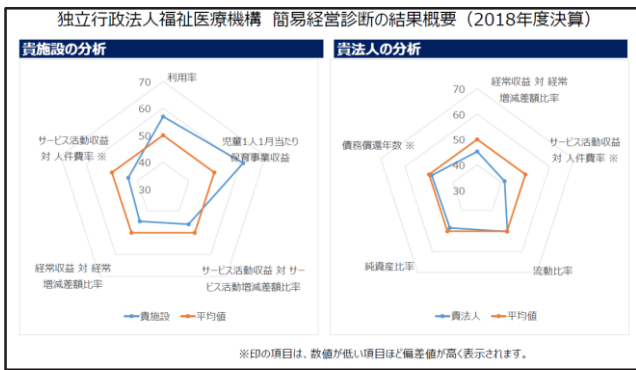 独立行政法人福祉医療機構 簡易経営診断の結果概要（2018年度決算）
貴施設の分析
利用率
児童1人1月当たり
保育事業収益
サービス活動収益 対 サー
ビス活動増減差額比率
経常収益 対 経常
増減差額比率
サービス活動収益
対 人件費率 ※
70
60
50
40
30
貴施設
平均値
貴法人の分析
経常収益 対 経常
増減差額比率
サービス活動収益
対 人件費率 ※
流動比率
純資産比率
債務償還年数 ※
70
60
50
40
30
貴法人
平均値
※印の項目は、数値が低い項目ほど偏差値が高く表示されます。